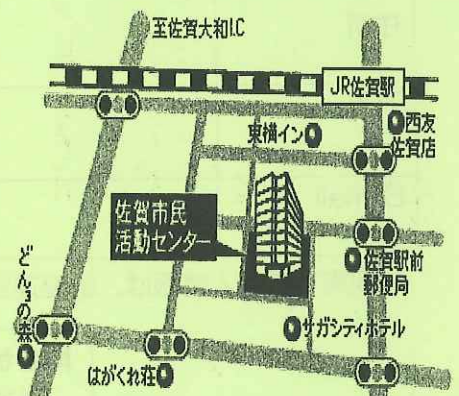 至佐賀大和I.C
JR佐賀駅
東横イン
西友
佐賀店
佐賀市民
活動センター
佐賀駅前
郵便局
どん3の森
サガシティホテル
はがくれ荘